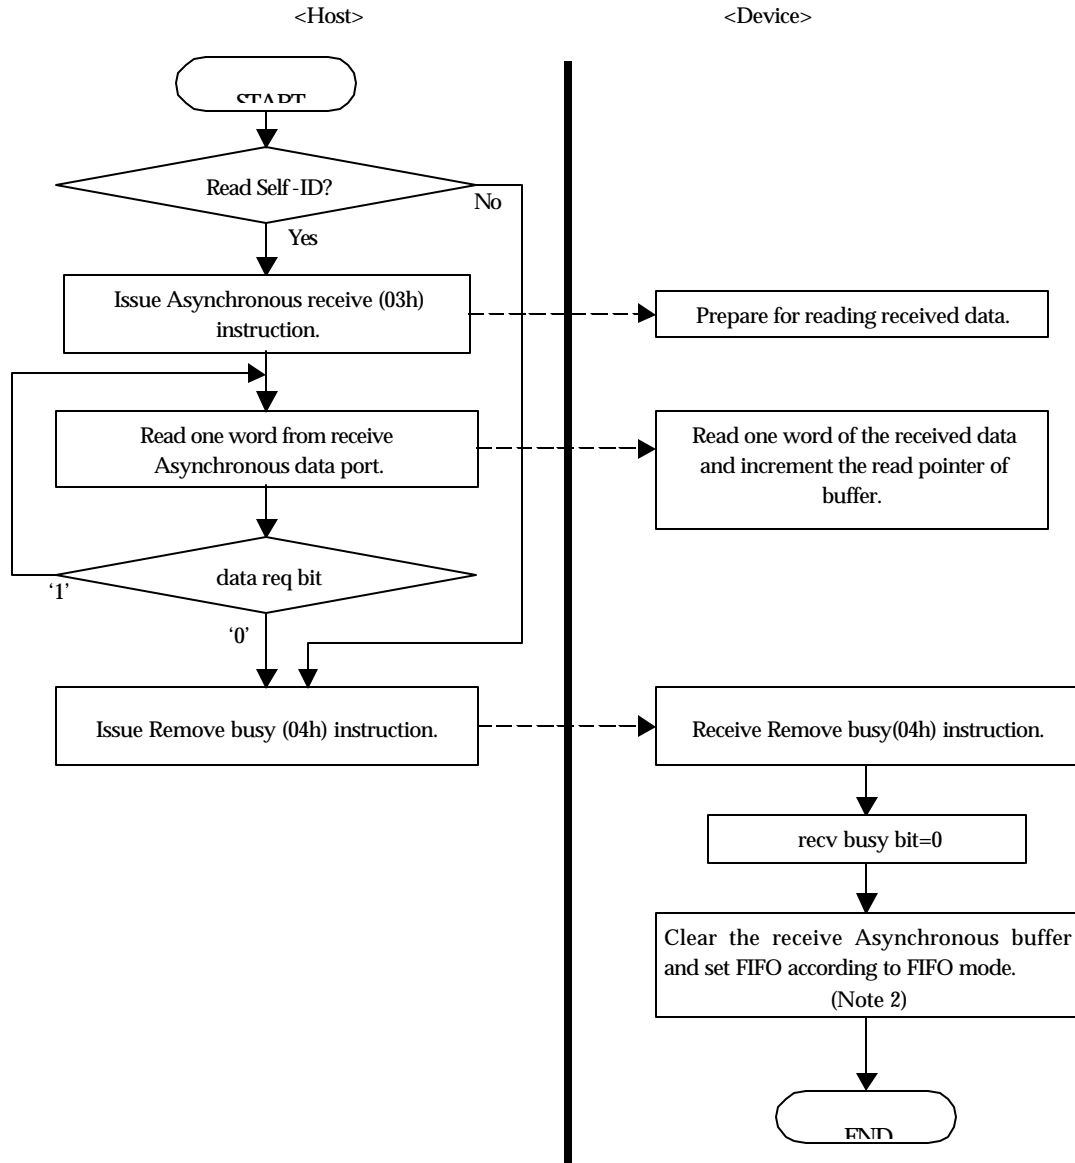 <Host>
<Device>
START
Read Self -ID?
No
Yes
Issue Asynchronous receive (03h)
instruction.
Prepare for reading received data.
Read one word from receive
Asynchronous data port.
Read one word of the received data
and increment the read pointer of
buffer.
data req bit
‘1’
‘0’
Issue Remove busy (04h) instruction.
Receive Remove busy(04h) instruction.
recv busy bit=0
Clear the receive Asynchronous buffer
and set FIFO according to FIFO mode.
(Note 2)
END